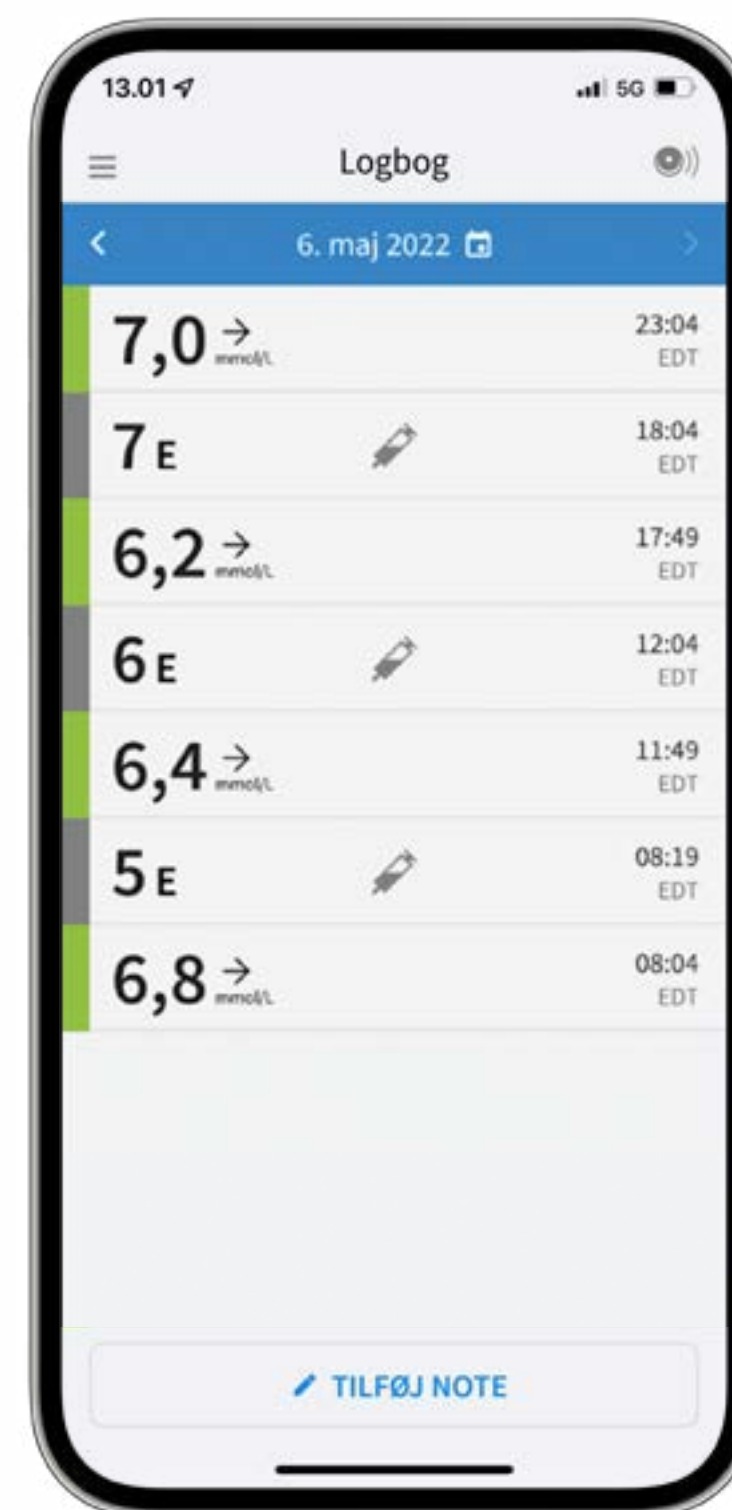 13.01 5G
Logbog
6. maj 2022
7,0 mmol/L 23:04
EDT
7 E 18:04
EDT
6,2 mmol/L 17:49
EDT
6 E 12:04
EDT
6,4 mmol/L 11:49
EDT
5 E 08:19
EDT
6,8 mmol/L 08:04
EDT
TILFØJ NOTE